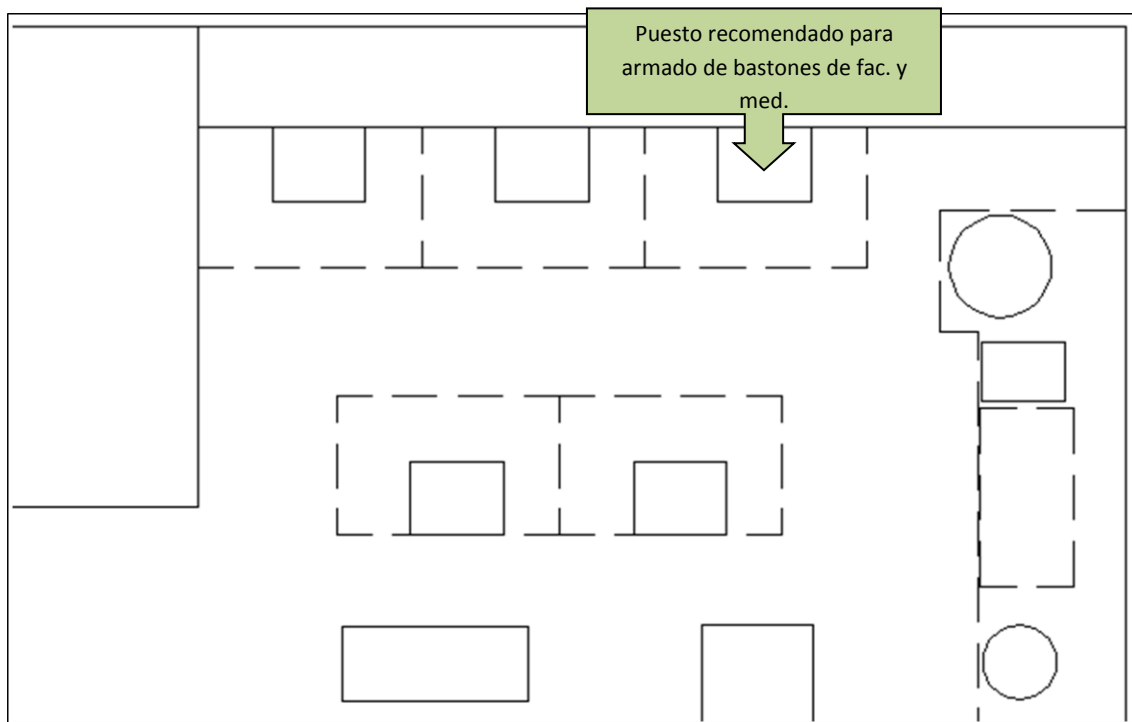 Puesto recomendado para
armado de bastones de fac. y
med.